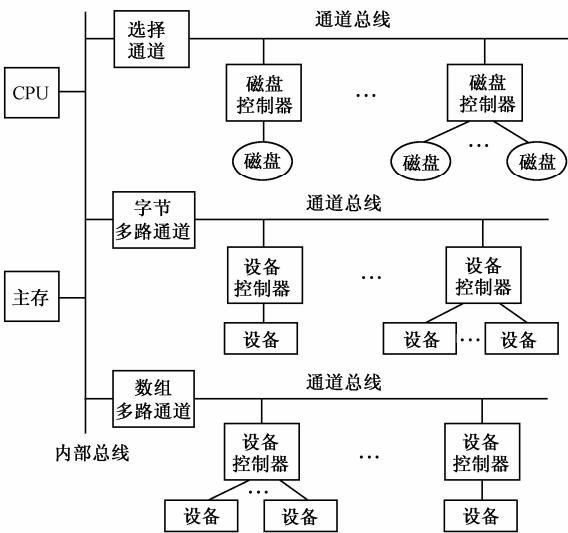 选择
通道
通道总线
CPU
磁盘
控制器
…
磁盘
控制器
磁盘
磁盘
…
磁盘
字节
多路通道
通道总线
主存
设备
控制器
…
设备
控制器
设备
设备
…
设备
数组
多路通道
通道总线
内部总线
设备
控制器
…
设备
控制器
…
设备
设备
设备